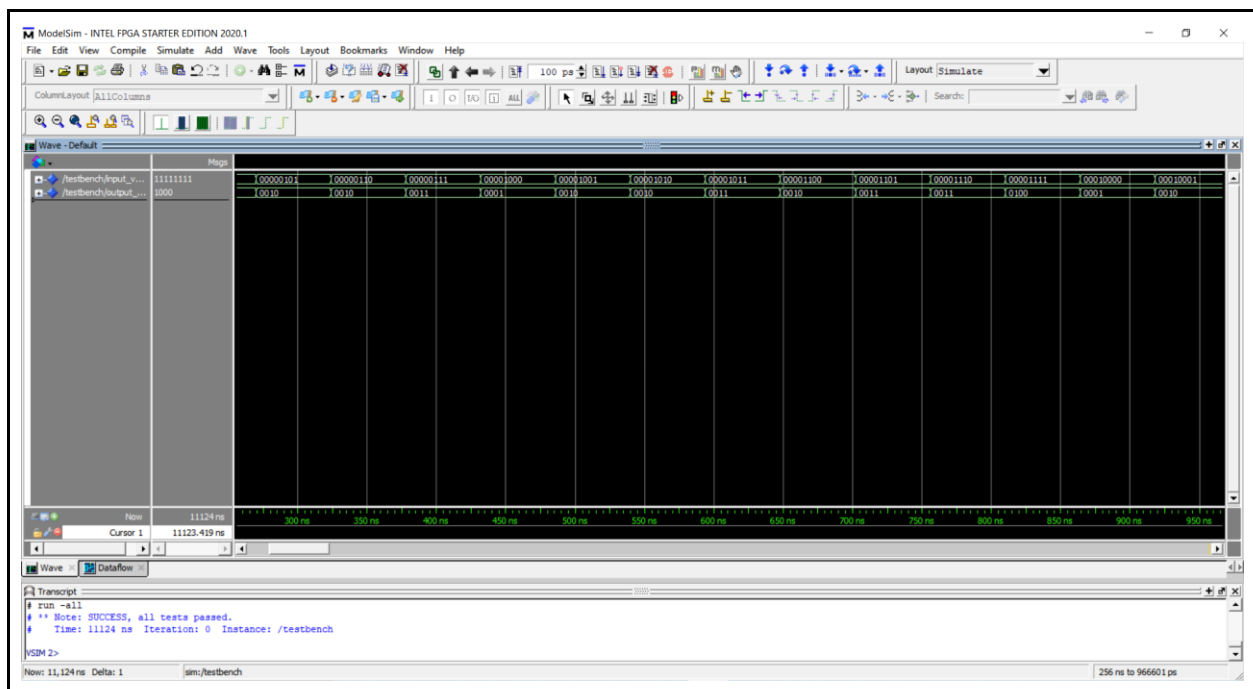 ModelSim - INTEL FPGA STARTER EDITION 2020.1
File Edit View Compile Simulate Add Wave Tools Layout Bookmarks Window Help
100 ps Layout Simulate
ColumnLayout AllColumns Search:
Wave - Default
Msgs
/testbench/input_v... 11111111 00000101 00000110 00000111 00001000 00001001 00001010 00001011 00001100 00001101 00001110 00001111 00010000 00010001
/testbench/output_... 1000 0010 0010 0011 0001 0010 0010 0011 0010 0011 0011 0100 0001 0010
Now 11124 ns 300 ns 350 ns 400 ns 450 ns 500 ns 550 ns 600 ns 650 ns 700 ns 750 ns 800 ns 850 ns 900 ns 950 ns
Cursor 1 11123.419 ns
Wave Dataflow
Transcript
# run -all
# ** Note: SUCCESS, all tests passed.
# Time: 11124 ns Iteration: 0 Instance: /testbench
VSIM 2>
Now: 11,124 ns Delta: 1 sim:/testbench 256 ns to 966601 ps